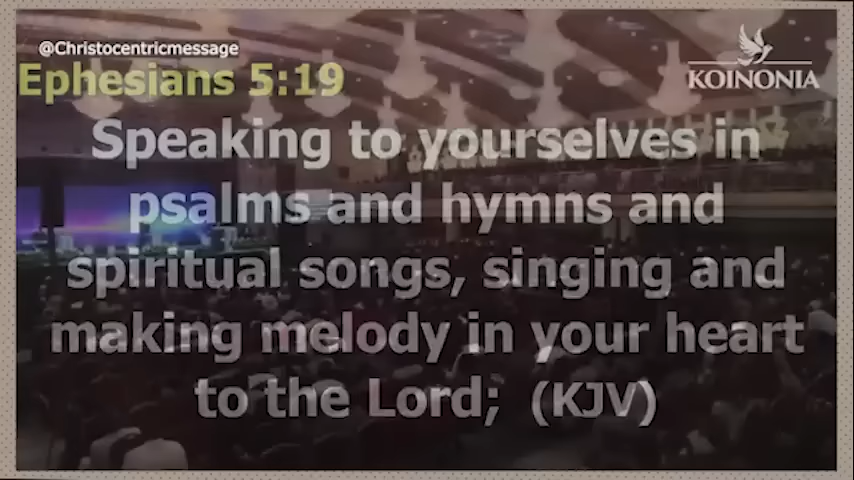 @Christocentricmessage
Ephesians 5:19
KOINONIA
Speaking to yourselves in
psalms and hymns and
spiritual songs, singing and
making melody in your heart
to the Lord; (KJV)